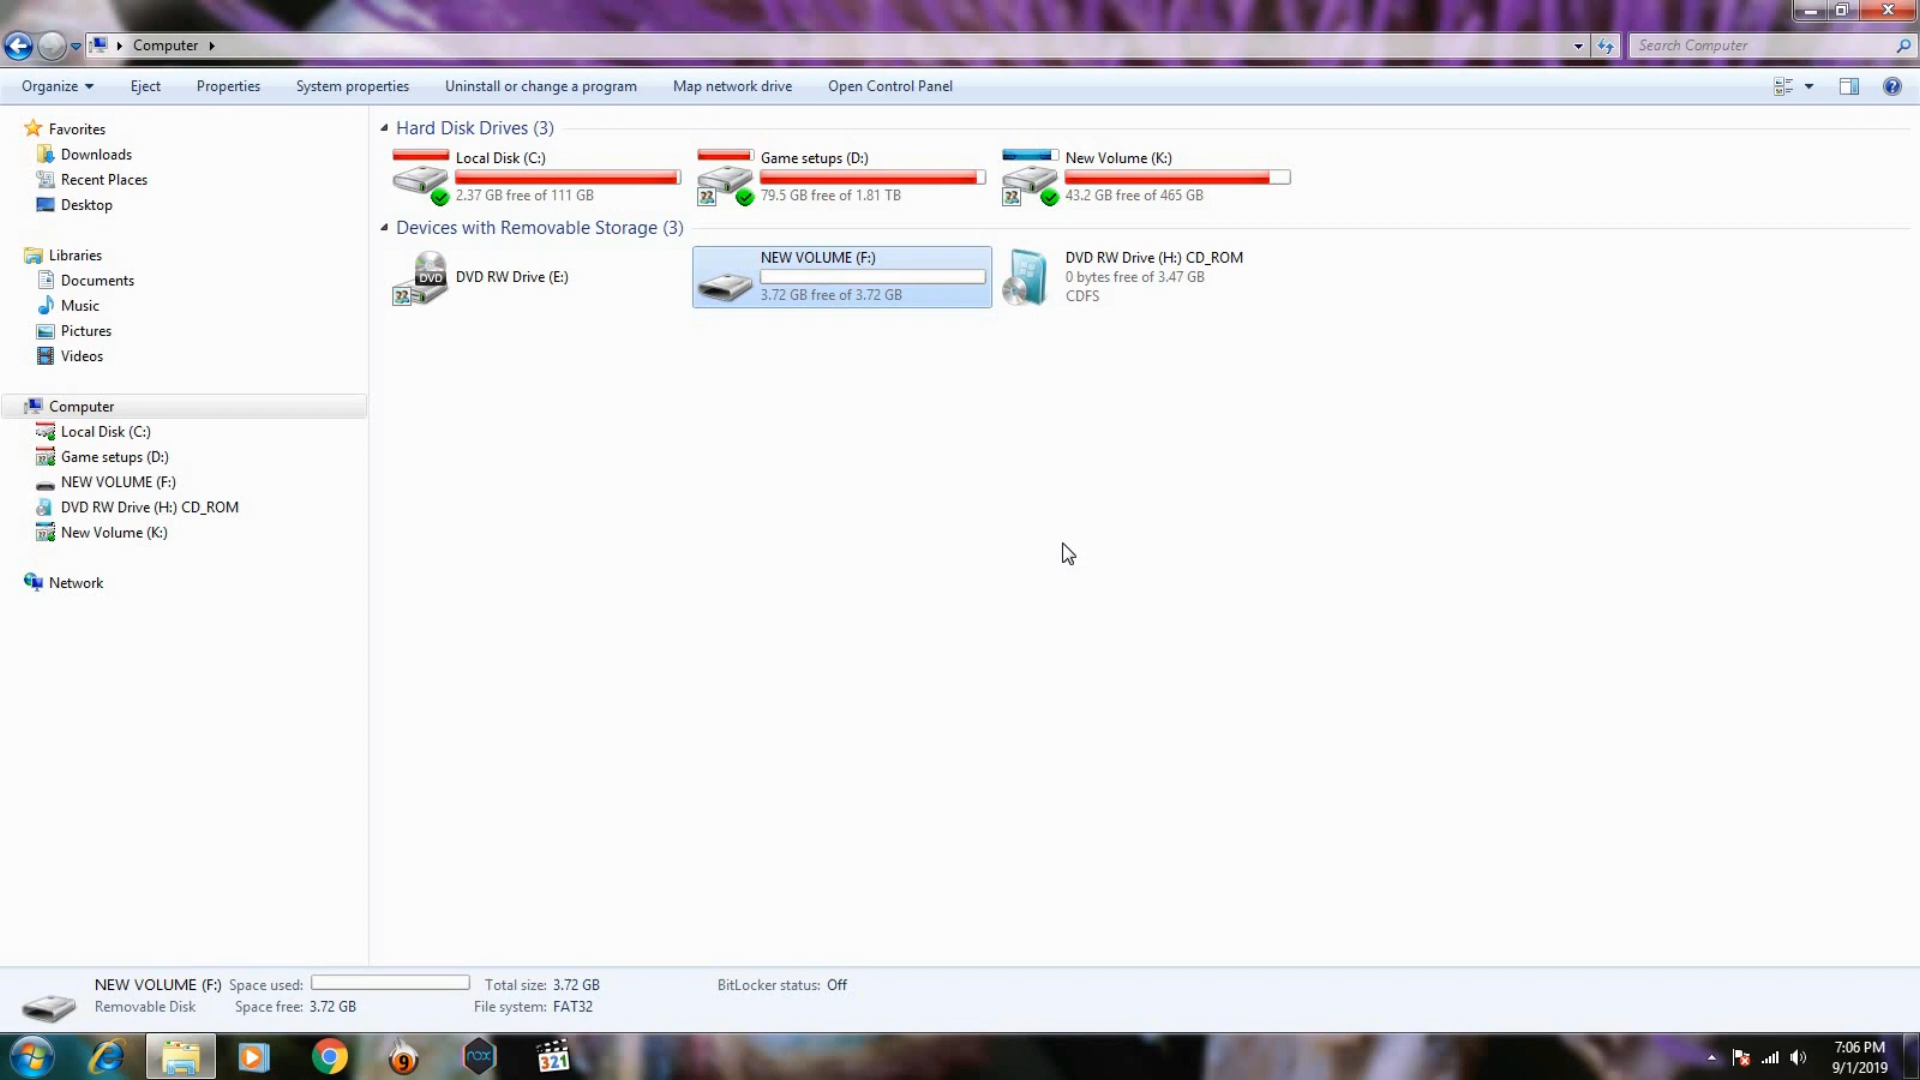 Computer
Search Computer
Organize
Eject
Properties
System properties
Uninstall or change a program
Map network drive
Open Control Panel
Favorites
Downloads
Recent Places
Desktop
Libraries
Documents
Music
Pictures
Videos
Computer
Local Disk (C:)
Game setups (D:)
NEW VOLUME (F:)
DVD RW Drive (H:) CD_ROM
New Volume (K:)
Network
Hard Disk Drives (3)
Local Disk (C:)
2.37 GB free of 111 GB
Game setups (D:)
79.5 GB free of 1.81 TB
New Volume (K:)
43.2 GB free of 465 GB
Devices with Removable Storage (3)
DVD
DVD RW Drive (E:)
NEW VOLUME (F:)
3.72 GB free of 3.72 GB
DVD RW Drive (H:) CD_ROM
0 bytes free of 3.47 GB
CDFS
NEW VOLUME (F:) Space used: Total size: 3.72 GB BitLocker status: Off
Removable Disk Space free: 3.72 GB File system: FAT32
9
nox
321
7:06 PM
9/1/2019